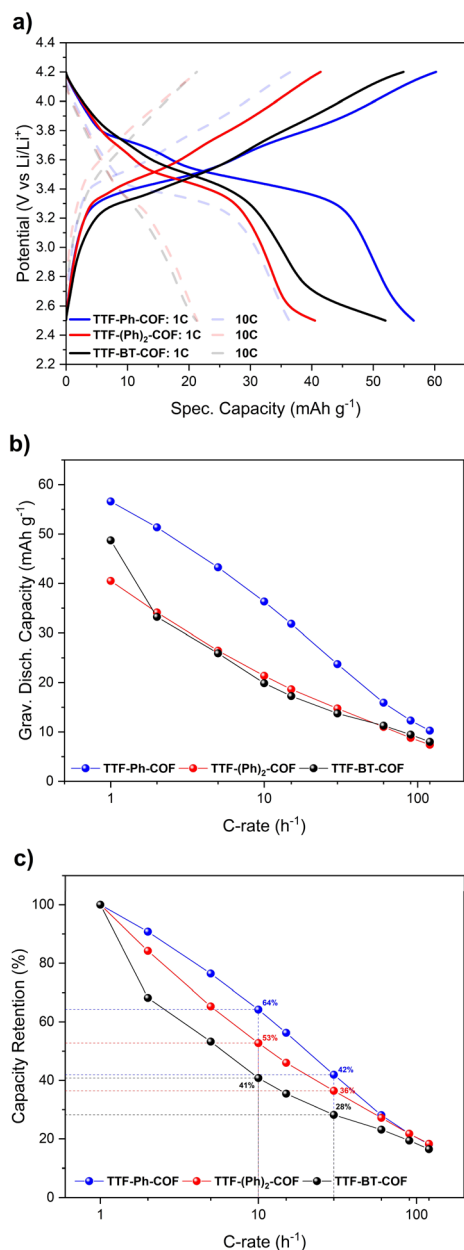 a)
4.2
4.0
3.8
3.6
3.4
3.2
3.0
2.8
2.6
2.4
2.2
Potential (V vs Li/Li⁺)
TTF-Ph-COF: 1C 10C
TTF-(Ph)₂-COF: 1C 10C
TTF-BT-COF: 1C 10C
0 10 20 30 40 50 60
Spec. Capacity (mAh g⁻¹)
b)
60
50
40
30
20
10
0
Grav. Disch. Capacity (mAh g⁻¹)
TTF-Ph-COF TTF-(Ph)₂-COF TTF-BT-COF
1 10 100
C-rate (h⁻¹)
c)
100
80
60
40
20
0
Capacity Retention (%)
64%
53%
41%
42%
36%
28%
TTF-Ph-COF TTF-(Ph)₂-COF TTF-BT-COF
1 10 100
C-rate (h⁻¹)